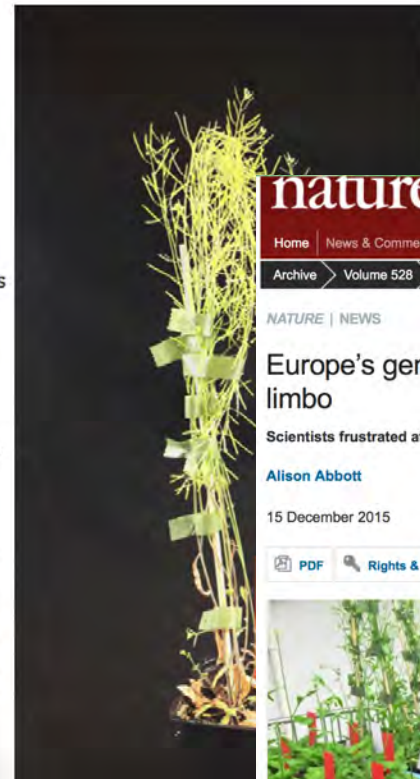 s
nature
Home News & Comme
Archive Volume 528
NATURE | NEWS
Europe's ger
limbo
Scientists frustrated a
Alison Abbott
15 December 2015
PDF Rights &